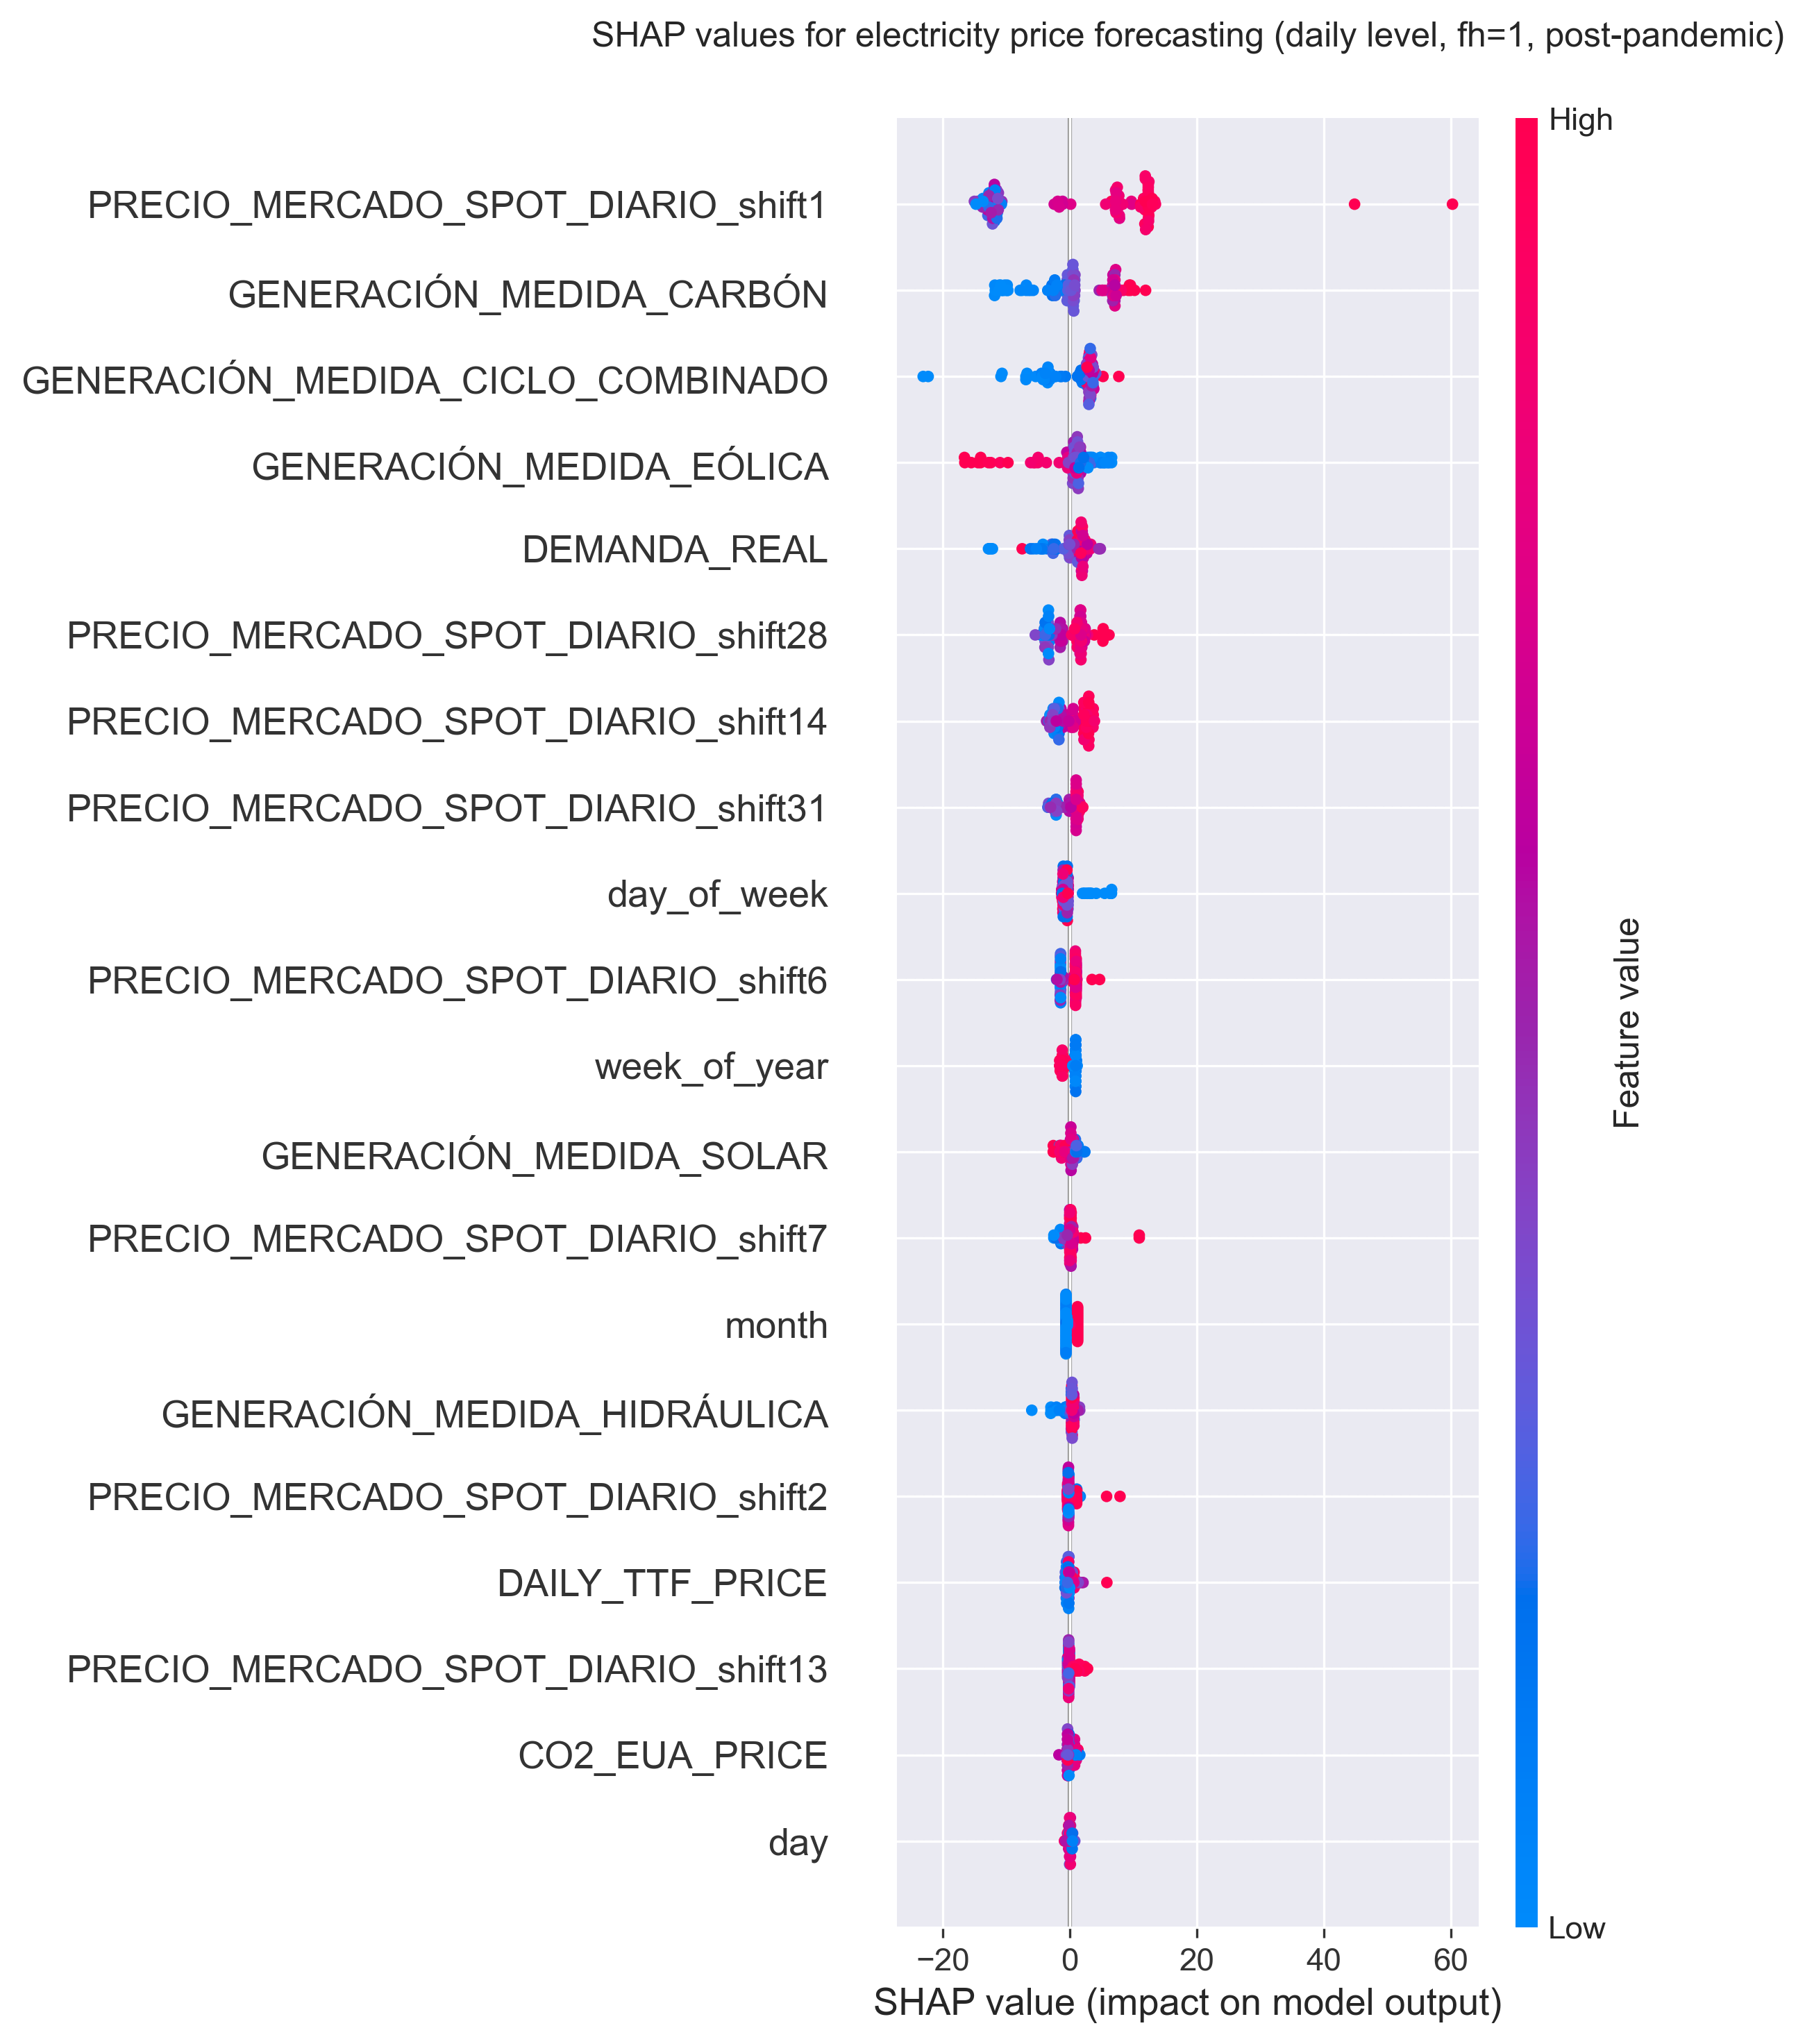 SHAP values for electricity price forecasting (daily level, fh=1, post-pandemic)
High
PRECIO_MERCADO_SPOT_DIARIO_shift1
GENERACIÓN_MEDIDA_CARBÓN
GENERACIÓN_MEDIDA_CICLO_COMBINADO
GENERACIÓN_MEDIDA_EÓLICA
DEMANDA_REAL
PRECIO_MERCADO_SPOT_DIARIO_shift28
PRECIO_MERCADO_SPOT_DIARIO_shift14
PRECIO_MERCADO_SPOT_DIARIO_shift31
day_of_week
PRECIO_MERCADO_SPOT_DIARIO_shift6
week_of_year
GENERACIÓN_MEDIDA_SOLAR
PRECIO_MERCADO_SPOT_DIARIO_shift7
month
GENERACIÓN_MEDIDA_HIDRÁULICA
PRECIO_MERCADO_SPOT_DIARIO_shift2
DAILY_TTF_PRICE
PRECIO_MERCADO_SPOT_DIARIO_shift13
CO2_EUA_PRICE
day
Feature value
Low
−20 0 20 40 60
SHAP value (impact on model output)